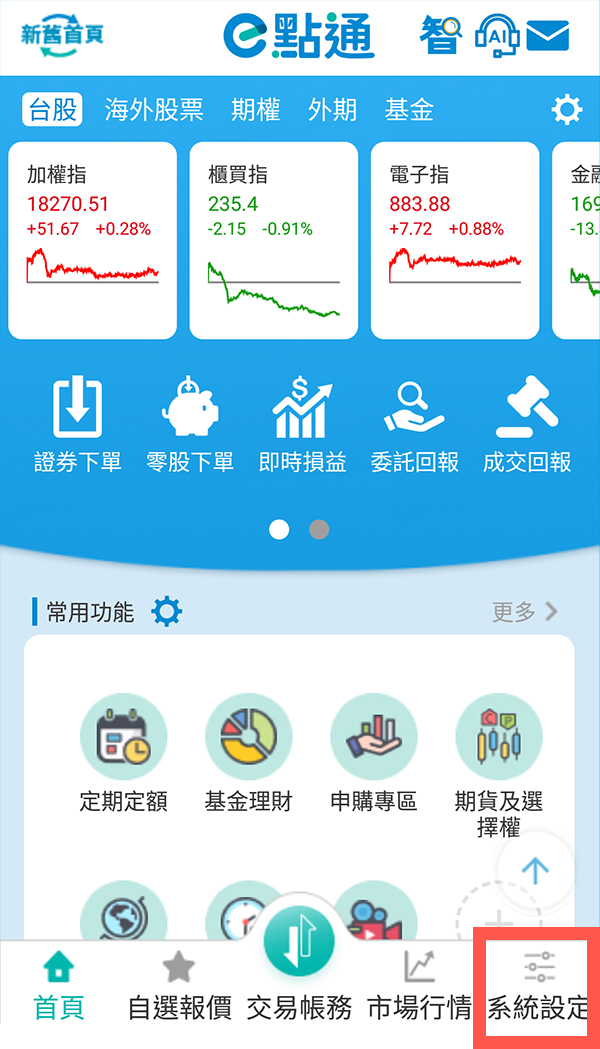 新舊首頁
e點通
智
AI
台股 海外股票 期權 外期 基金
加權指
18270.51
+51.67 +0.28%
櫃買指
235.4
-2.15 -0.91%
電子指
883.88
+7.72 +0.88%
金融
169
-13.
證券下單 零股下單 即時損益 委託回報 成交回報
常用功能
更多
定期定額
基金理財
申購專區
C P
期貨及選
擇權
首頁 自選報價 交易帳務 市場行情 系統設定